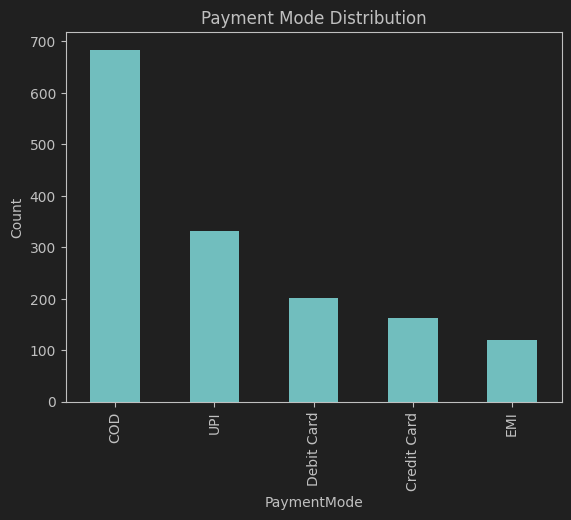 Payment Mode Distribution
700
600
500
400
300
200
100
0
Count
COD
UPI
Debit Card
Credit Card
EMI
PaymentMode